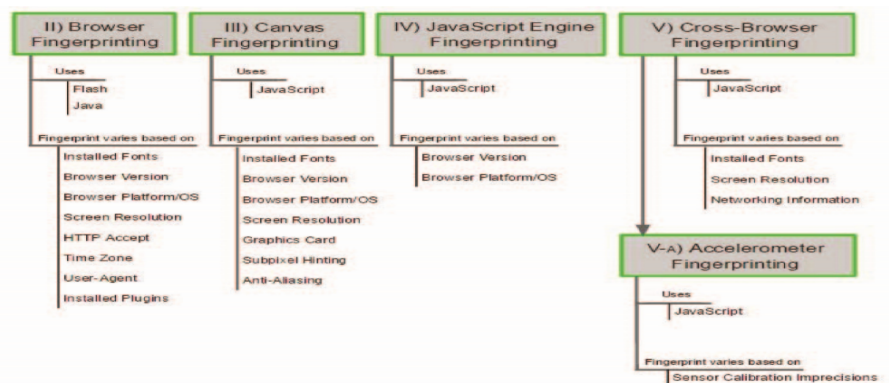 II) Browser
Fingerprinting
Uses
Flash
Java
Fingerprint varies based on
Installed Fonts
Browser Version
Browser Platform/OS
Screen Resolution
HTTP Accept
Time Zone
User-Agent
Installed Plugins
III) Canvas
Fingerprinting
Uses
JavaScript
Fingerprint varies based on
Installed Fonts
Browser Version
Browser Platform/OS
Screen Resolution
Graphics Card
Subpixel Hinting
Anti-Aliasing
IV) JavaScript Engine
Fingerprinting
Uses
JavaScript
Fingerprint varies based on
Browser Version
Browser Platform/OS
V) Cross-Browser
Fingerprinting
Uses
JavaScript
Fingerprint varies based on
Installed Fonts
Screen Resolution
Networking Information
V-A) Accelerometer
Fingerprinting
Uses
JavaScript
Fingerprint varies based on
Sensor Calibration Imprecisions